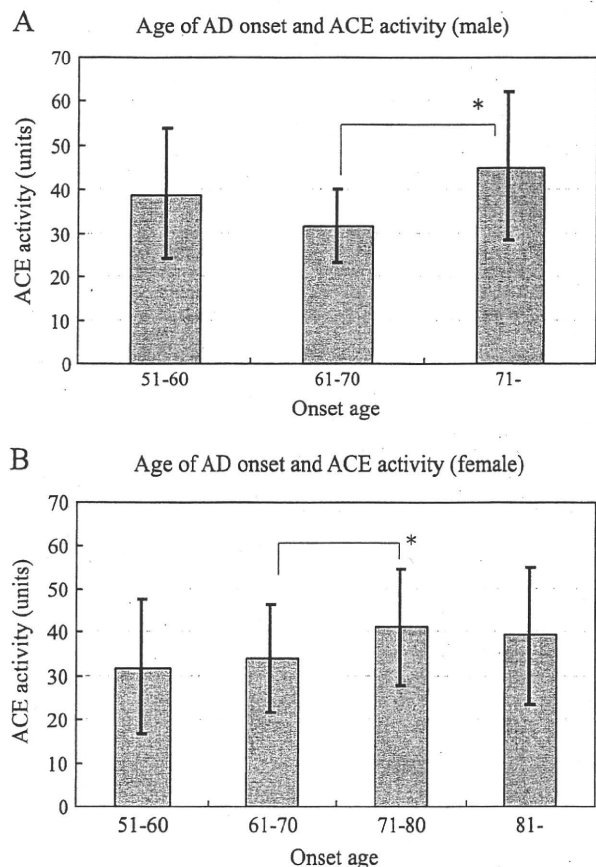 A Age of AD onset and ACE activity (male)
ACE activity (units)
70
60
50
40
30
20
10
0
*
51-60 61-70 71-
Onset age
B Age of AD onset and ACE activity (female)
ACE activity (units)
70
60
50
40
30
20
10
0
*
51-60 61-70 71-80 81-
Onset age